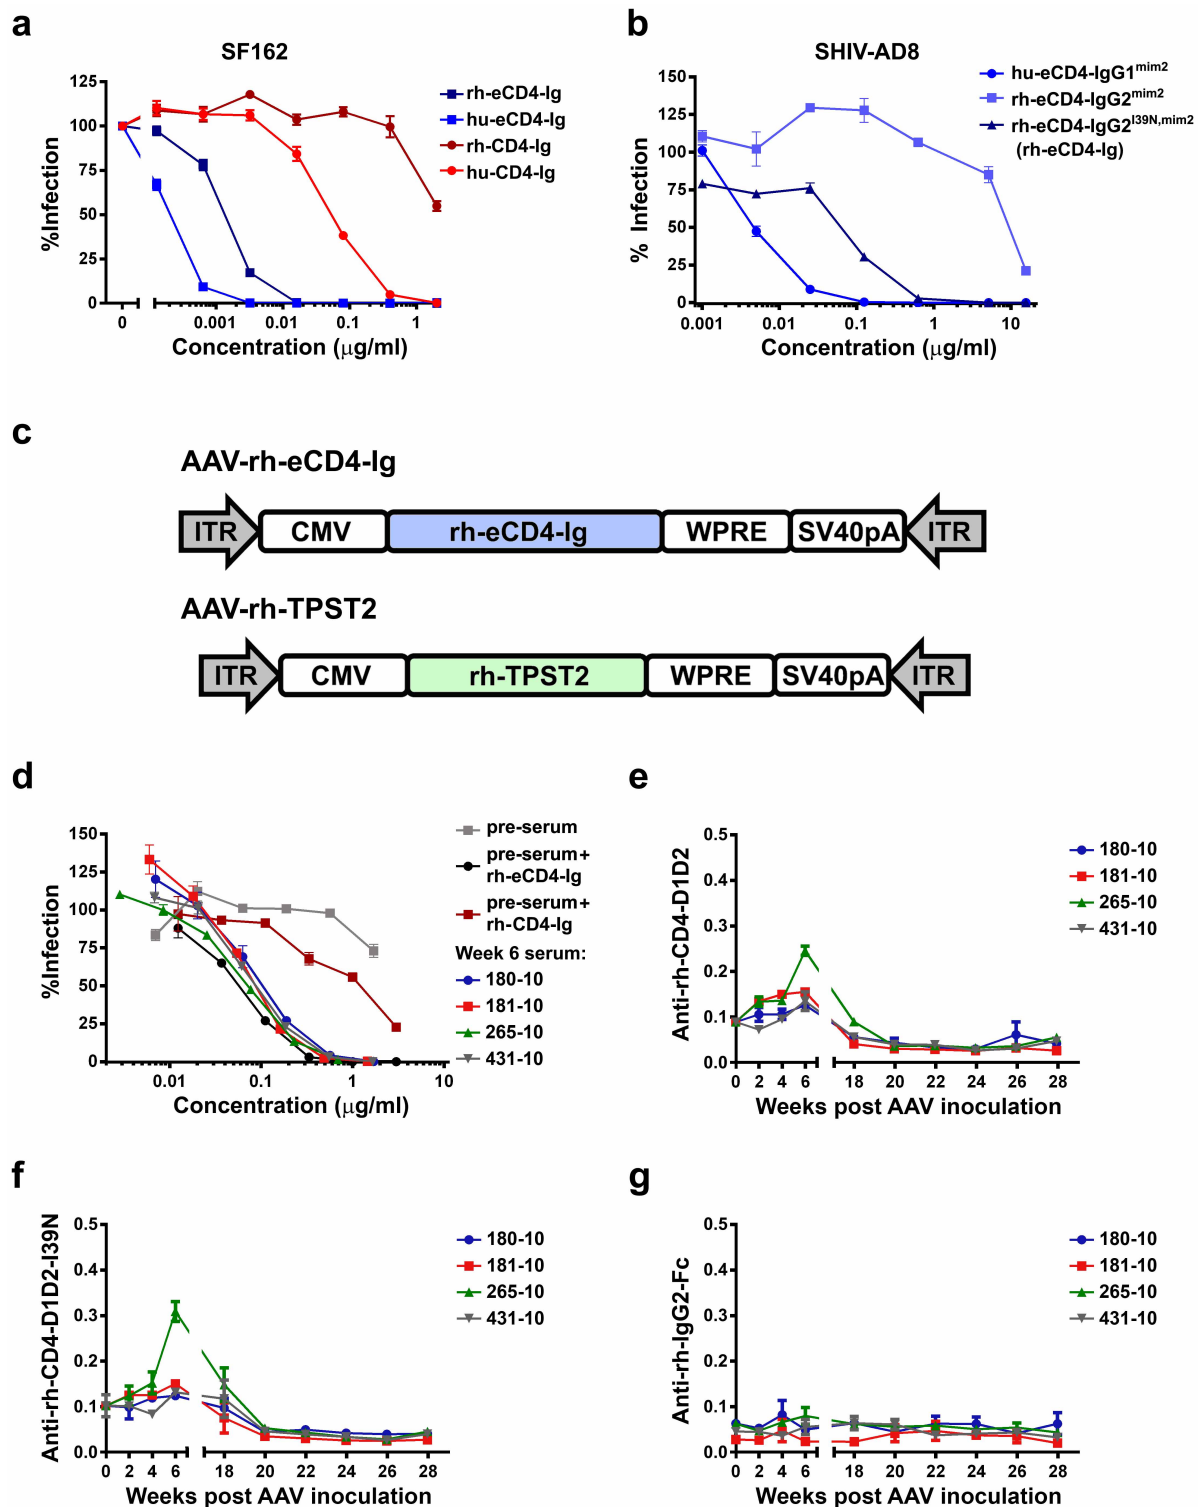 a
SF162
%Infection
125
100
75
50
25
0
0
0.001
0.01
0.1
1
Concentration (μg/ml)
rh-eCD4-Ig
hu-eCD4-Ig
rh-CD4-Ig
hu-CD4-Ig
b
SHIV-AD8
% Infection
150
125
100
75
50
25
0
0.001
0.01
0.1
1
10
Concentration (μg/ml)
hu-eCD4-IgG1mim2
rh-eCD4-IgG2mim2
rh-eCD4-IgG2I39N,mim2
(rh-eCD4-Ig)
c
AAV-rh-eCD4-Ig
ITR CMV rh-eCD4-Ig WPRE SV40pA ITR
AAV-rh-TPST2
ITR CMV rh-TPST2 WPRE SV40pA ITR
d
%Infection
150
125
100
75
50
25
0
0.01
0.1
1
10
Concentration (μg/ml)
pre-serum
pre-serum+
rh-eCD4-Ig
pre-serum+
rh-CD4-Ig
Week 6 serum:
180-10
181-10
265-10
431-10
e
Anti-rh-CD4-D1D2
0.5
0.4
0.3
0.2
0.1
0.0
0 2 4 6 18 20 22 24 26 28
Weeks post AAV inoculation
180-10
181-10
265-10
431-10
f
Anti-rh-CD4-D1D2-I39N
0.5
0.4
0.3
0.2
0.1
0.0
0 2 4 6 18 20 22 24 26 28
Weeks post AAV inoculation
180-10
181-10
265-10
431-10
g
Anti-rh-IgG2-Fc
0.5
0.4
0.3
0.2
0.1
0.0
0 2 4 6 18 20 22 24 26 28
Weeks post AAV inoculation
180-10
181-10
265-10
431-10